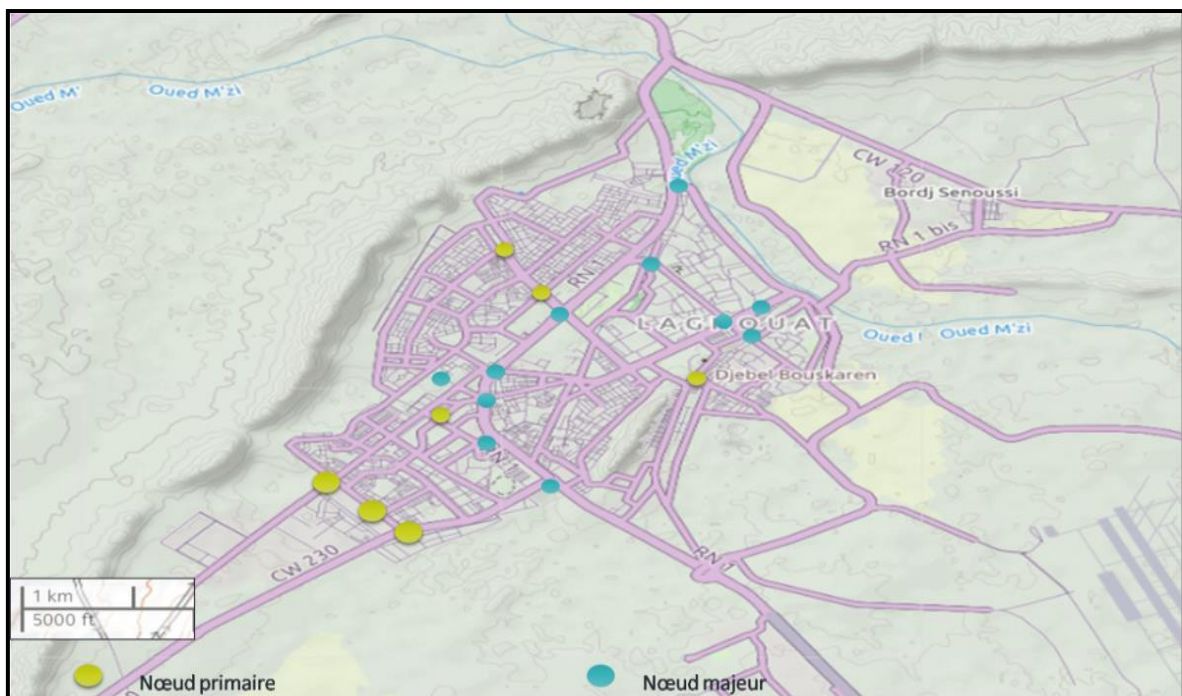 Oued M'
Oued M'zi
Oued M'zi
CW 120
Bordj Senoussi
RN 1 bis
RN 1
LAGHOUAT
Oued M'zi
Djebel Bouskaren
CW 230
RN 1
1 km
5000 ft
Nœud primaire
Nœud majeur